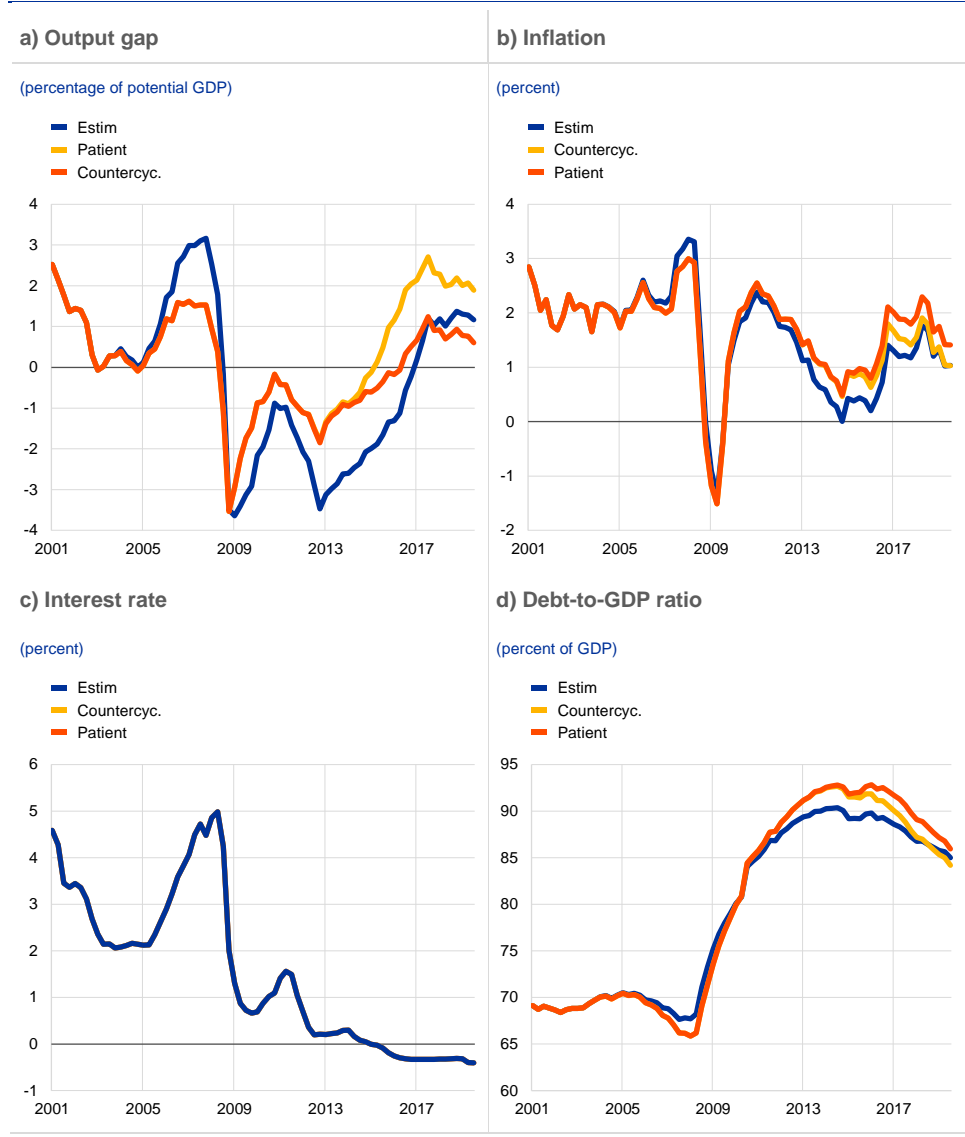 a) Output gap
(percentage of potential GDP)
Estim
Patient
Countercyc.
4
3
2
1
0
-1
-2
-3
-4
2001 2005 2009 2013 2017
b) Inflation
(percent)
Estim
Countercyc.
Patient
4
3
2
1
0
-1
-2
2001 2005 2009 2013 2017
c) Interest rate
(percent)
Estim
Countercyc.
Patient
6
5
4
3
2
1
0
-1
2001 2005 2009 2013 2017
d) Debt-to-GDP ratio
(percent of GDP)
Estim
Countercyc.
Patient
95
90
85
80
75
70
65
60
2001 2005 2009 2013 2017